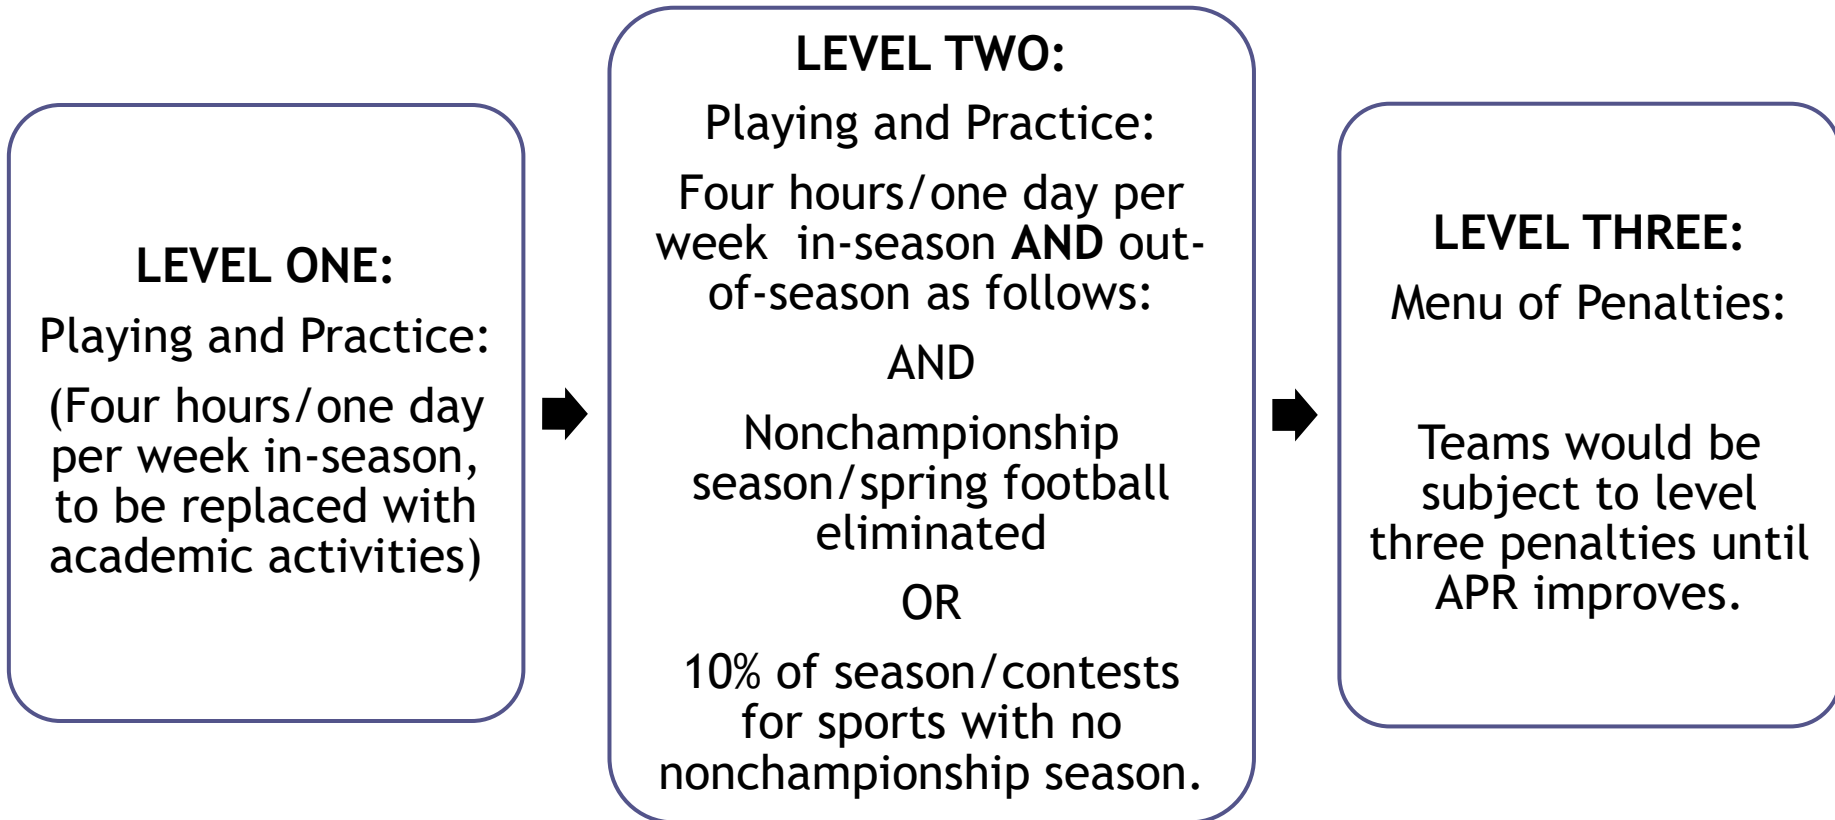 LEVEL ONE:
Playing and Practice:
(Four hours/one day
per week in-season,
to be replaced with
academic activities)
LEVEL TWO:
Playing and Practice:
Four hours/one day per
week in-season AND out-
of-season as follows:
AND
Nonchampionship
season/spring football
eliminated
OR
10% of season/contests
for sports with no
nonchampionship season.
LEVEL THREE:
Menu of Penalties:
Teams would be
subject to level
three penalties until
APR improves.